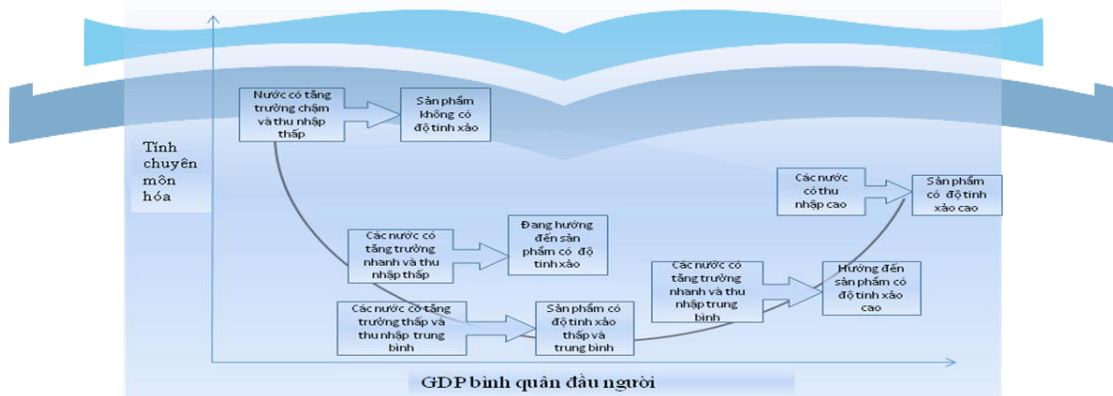 Nước có tăng
trưởng chậm
và thu nhập
thấp
Sản phẩm
không có
độ tinh xảo
Tính
chuyên
môn
hóa
Các nước
có thu
nhập cao
Sản phẩm
có độ tinh
xảo cao
Các nước có
tăng trưởng
nhanh và thu
nhập thấp
Đang hướng
đến sản
phẩm có độ
tinh xảo
Các nước có
tăng trưởng
nhanh và thu
nhập trung
bình
Hướng đến
sản phẩm có
độ tinh xảo
cao
Các nước có tăng
trưởng thấp và
thu nhập trung
bình
Sản phẩm có
độ tinh xảo
thấp và
trung bình
GDP bình quân đầu người